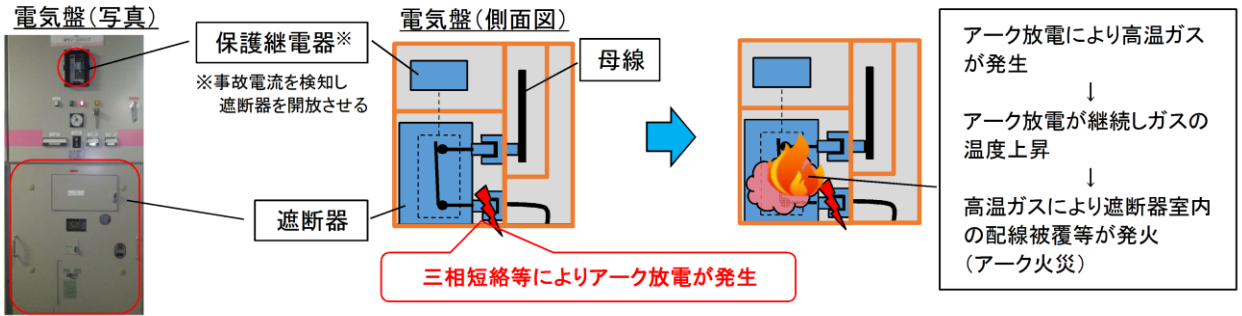 電気盤（写真）
保護継電器※
※事故電流を検知し
遮断器を開放させる
遮断器
電気盤（側面図）
母線
三相短絡等によりアーク放電が発生
アーク放電により高温ガス
が発生
↓
アーク放電が継続しガスの
温度上昇
↓
高温ガスにより遮断器室内
の配線被覆等が発火
（アーク火災）